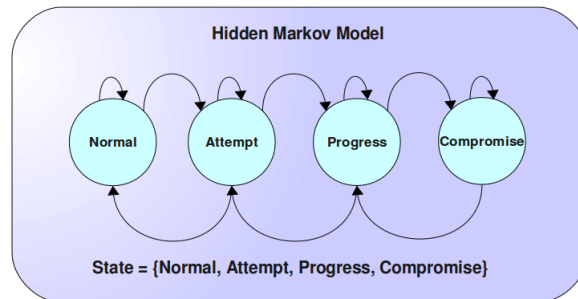 Hidden Markov Model
Normal Attempt Progress Compromise
State = {Normal, Attempt, Progress, Compromise}